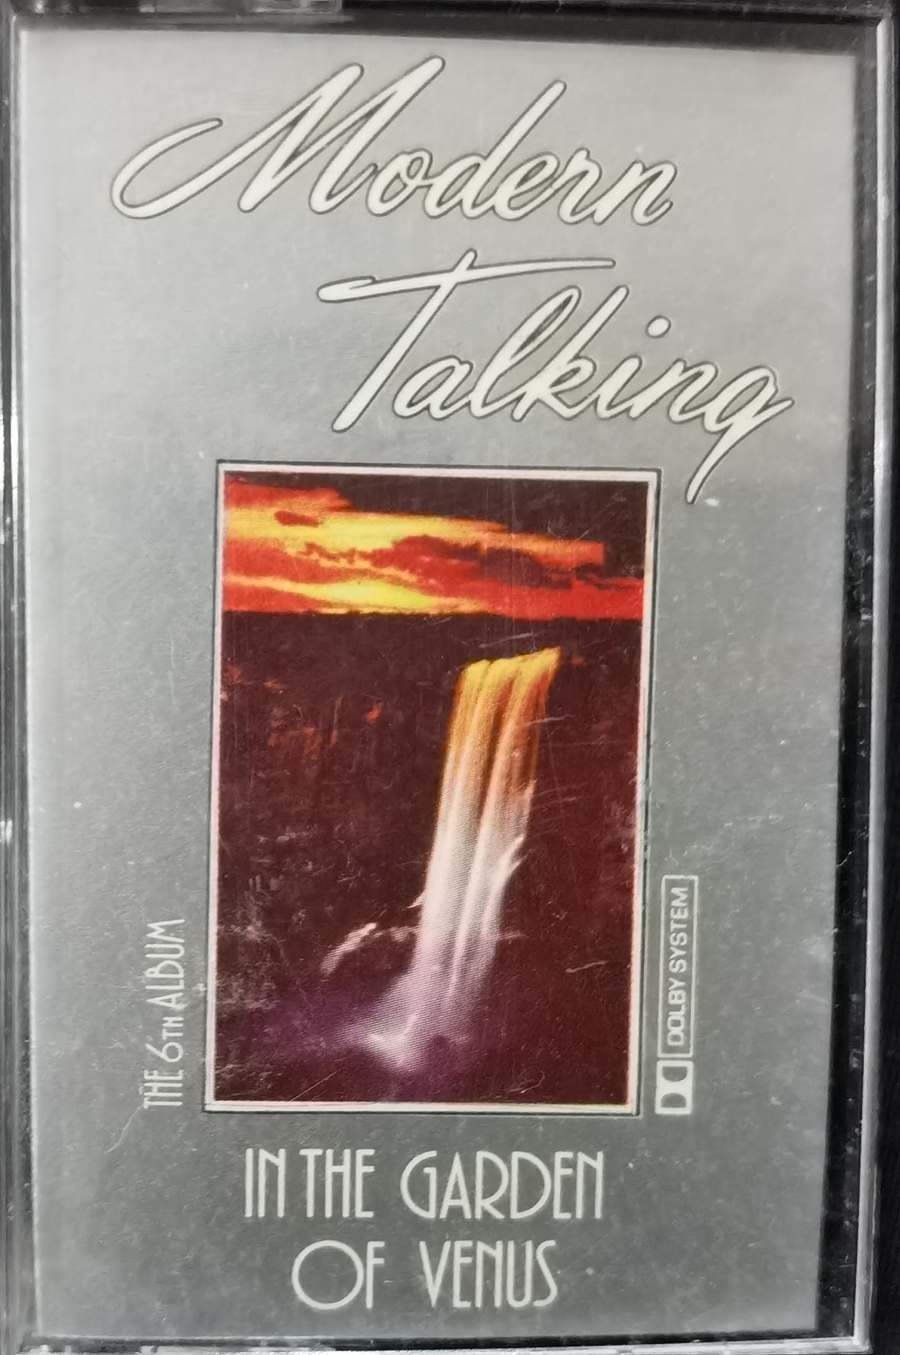 Modern
Talking
THE 6TH ALBUM
DOLBY SYSTEM
IN THE GARDEN
OF VENUS